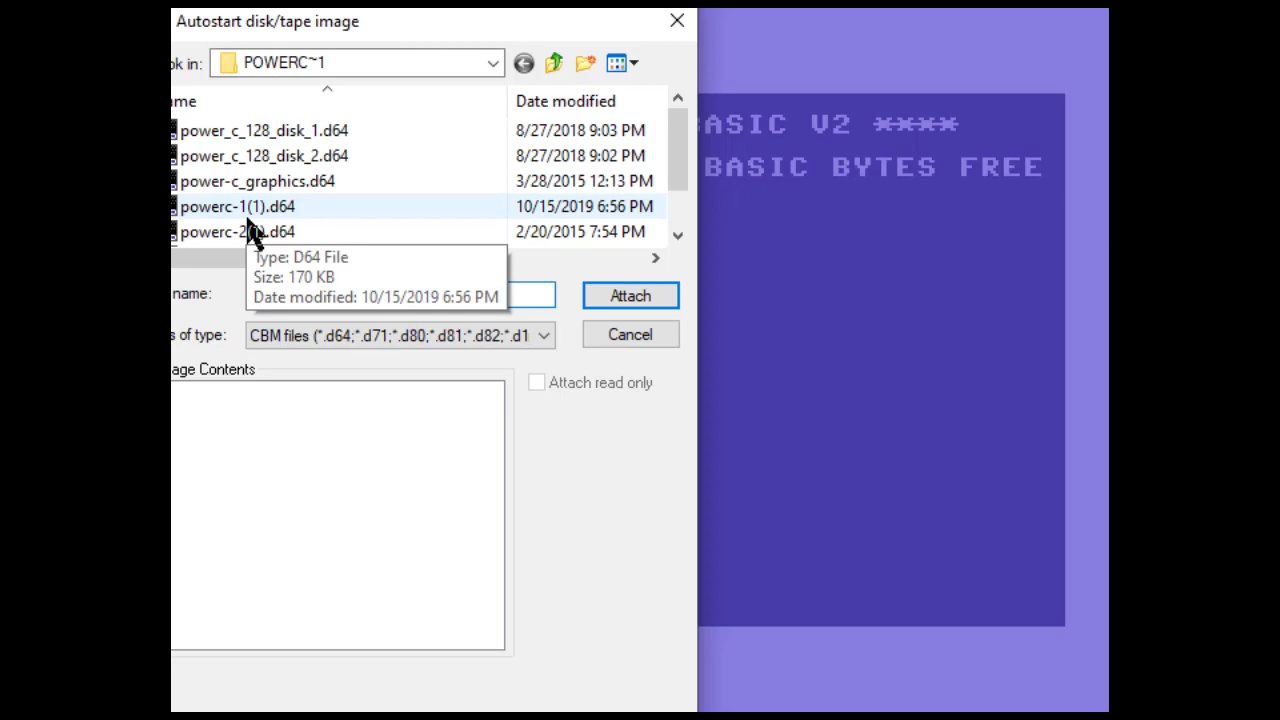 Autostart disk/tape image
ok in: POWERC~1
me Date modified
power_c_128_disk_1.d64 8/27/2018 9:03 PM
power_c_128_disk_2.d64 8/27/2018 9:02 PM
power-c_graphics.d64 3/28/2015 12:13 PM
powerc-1(1).d64 10/15/2019 6:56 PM
powerc-2(1).d64 2/20/2015 7:54 PM
Type: D64 File
Size: 170 KB
Date modified: 10/15/2019 6:56 PM
name:
Attach
s of type: CBM files (*.d64;*.d71;*.d80;*.d81;*.d82;*.d1
Cancel
age Contents
Attach read only
ASIC V2 ****
BASIC BYTES FREE